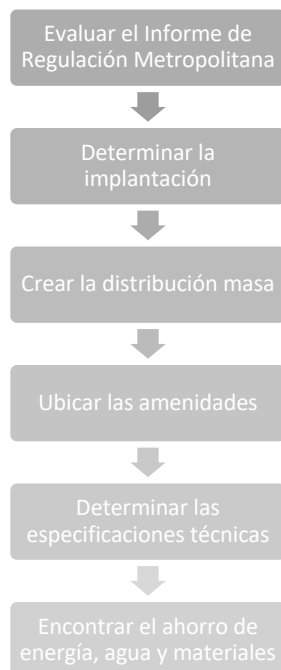 Evaluar el Informe de
Regulación Metropolitana
Determinar la
implantación
Crear la distribución masa
Ubicar las amenidades
Determinar las
especificaciones técnicas
Encontrar el ahorro de
energía, agua y materiales